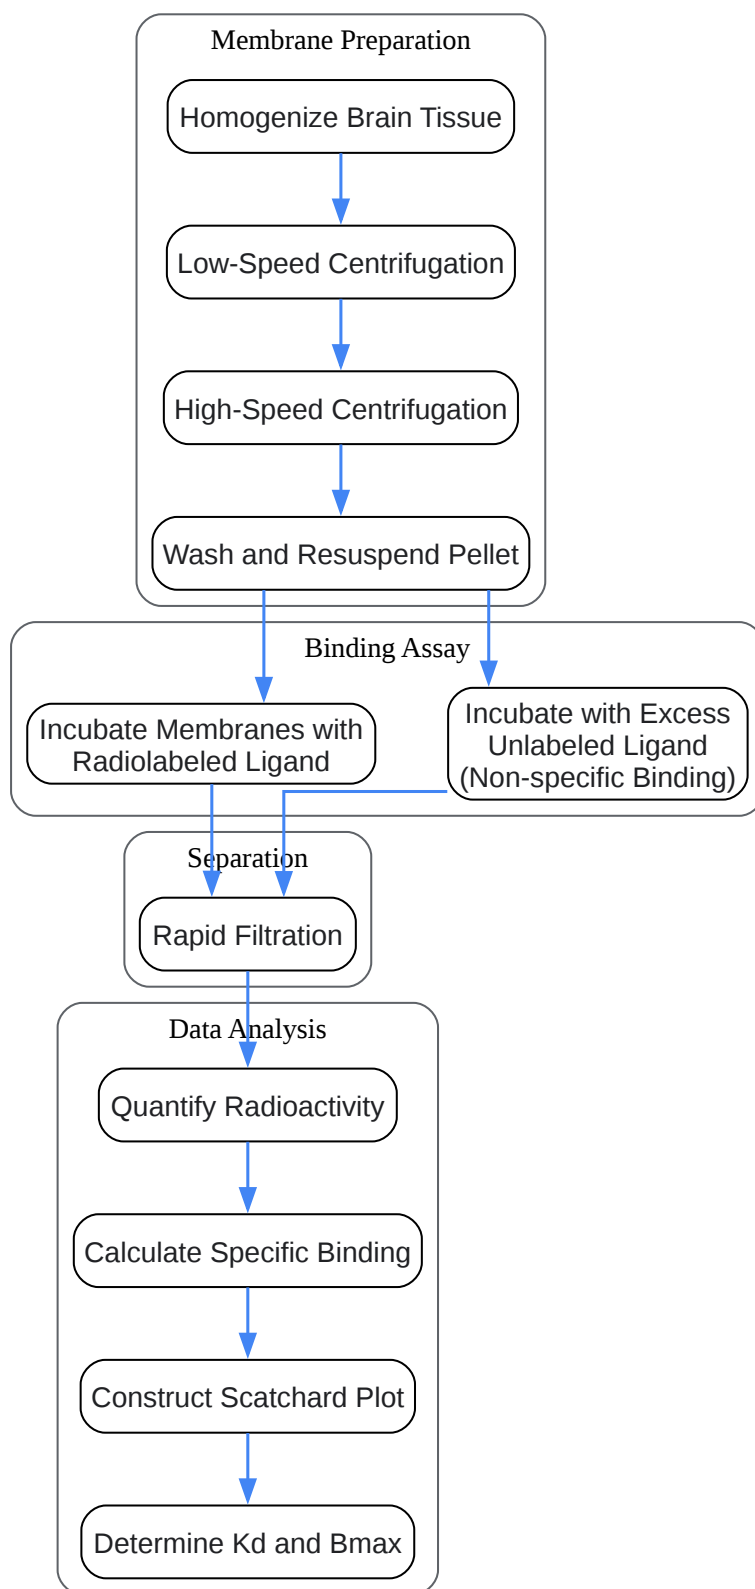 Membrane Preparation
Homogenize Brain Tissue
Low-Speed Centrifugation
High-Speed Centrifugation
Wash and Resuspend Pellet
Binding Assay
Incubate Membranes with
Radiolabeled Ligand
Incubate with Excess
Unlabeled Ligand
(Non-specific Binding)
Separation
Rapid Filtration
Data Analysis
Quantify Radioactivity
Calculate Specific Binding
Construct Scatchard Plot
Determine Kd and Bmax